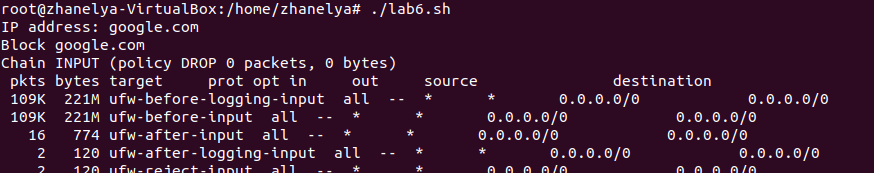 root@zhanelya-VirtualBox:/home/zhanelya# ./lab6.sh
IP address: google.com
Block google.com
Chain INPUT (policy DROP 0 packets, 0 bytes)
 pkts bytes target     prot opt in     out     source               destination
 109K  221M ufw-before-logging-input  all  --  *      *       0.0.0.0/0            0.0.0.0/0
 109K  221M ufw-before-input  all  --  *      *       0.0.0.0/0            0.0.0.0/0
   16   774 ufw-after-input  all  --  *      *       0.0.0.0/0            0.0.0.0/0
    2   120 ufw-after-logging-input  all  --  *      *       0.0.0.0/0            0.0.0.0/0
    2   120 ufw-reject-input  all  --  *      *       0.0.0.0/0            0.0.0.0/0